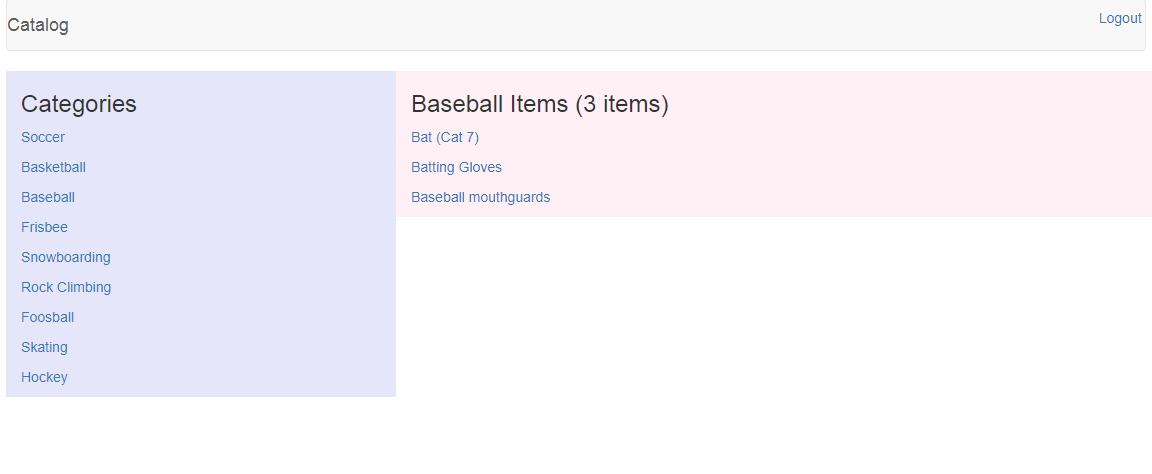 Catalog
Logout
Categories
Soccer
Basketball
Baseball
Frisbee
Snowboarding
Rock Climbing
Foosball
Skating
Hockey
Baseball Items (3 items)
Bat (Cat 7)
Batting Gloves
Baseball mouthguards